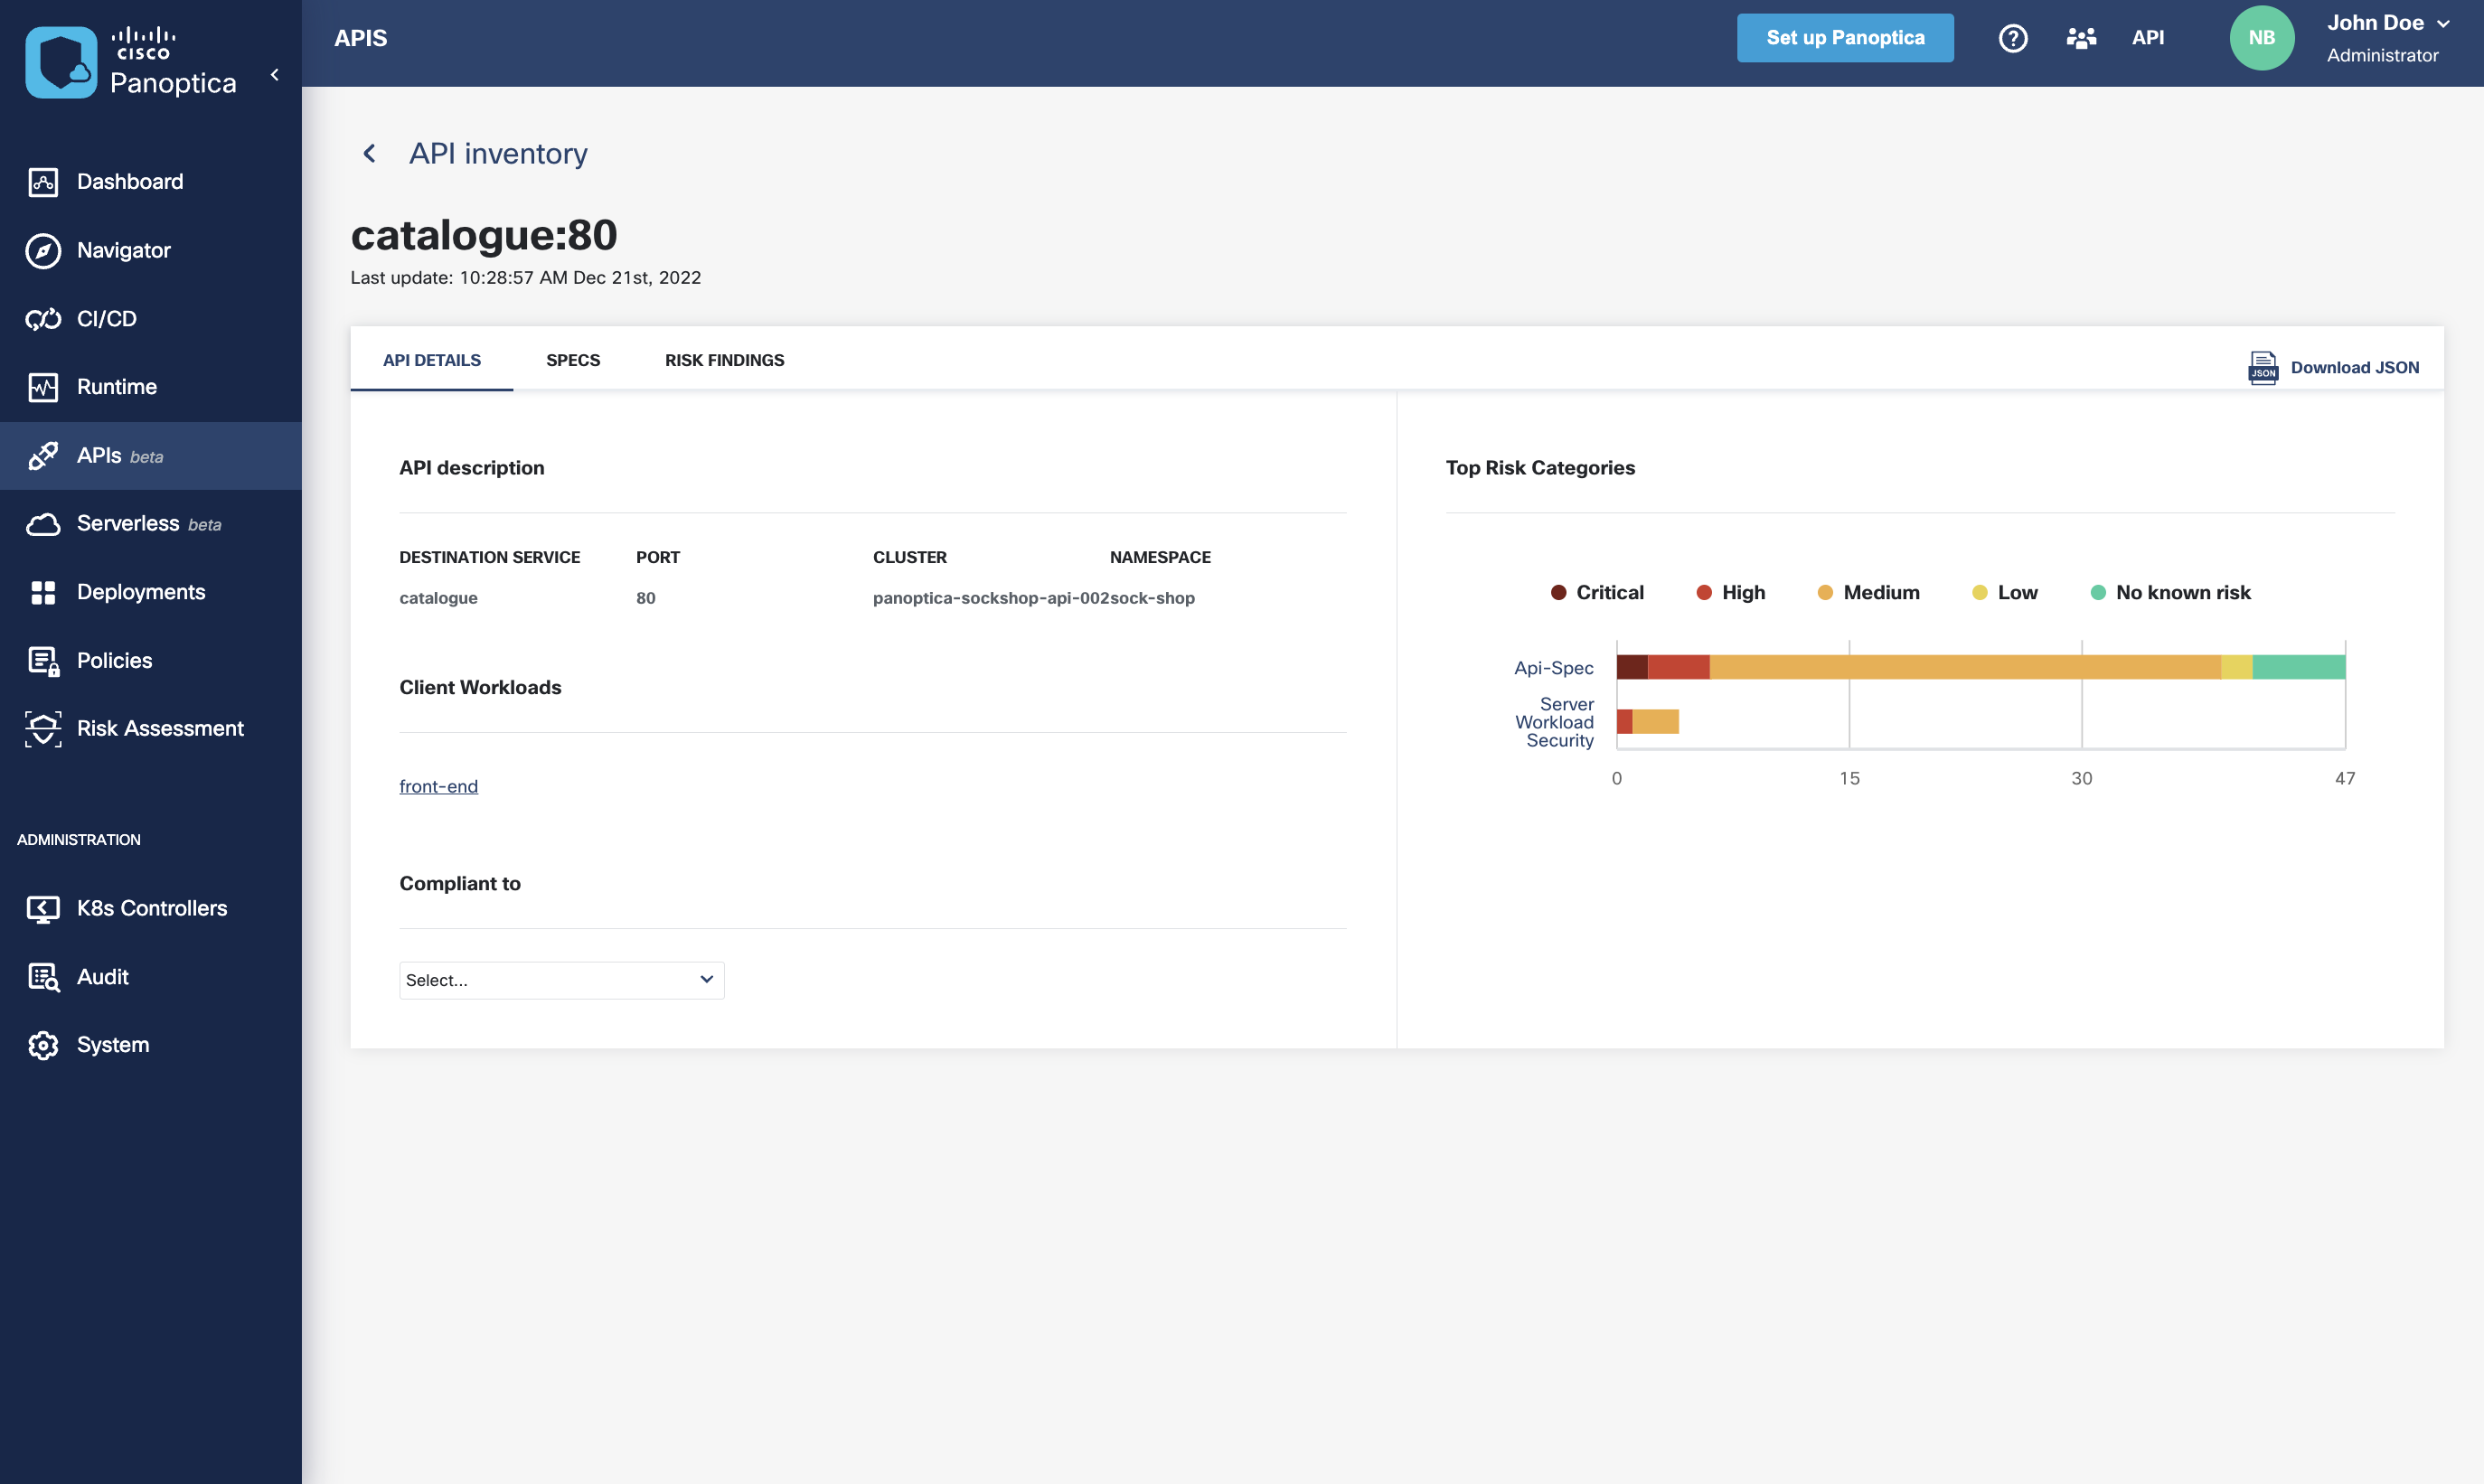 cisco
Panoptica
Dashboard
Navigator
CI/CD
Runtime
APIs beta
Serverless beta
Deployments
Policies
Risk Assessment
ADMINISTRATION
K8s Controllers
Audit
System
APIS
Set up Panoptica
?
API
NB
John Doe
Administrator
API inventory
catalogue:80
Last update: 10:28:57 AM Dec 21st, 2022
API DETAILS SPECS RISK FINDINGS
JSON
Download JSON
API description
DESTINATION SERVICE PORT CLUSTER NAMESPACE
catalogue 80 panoptica-sockshop-api-002 sock-shop
Client Workloads
front-end
Compliant to
Select...
Top Risk Categories
Critical High Medium Low No known risk
Api-Spec
Server
Workload
Security
0 15 30 47